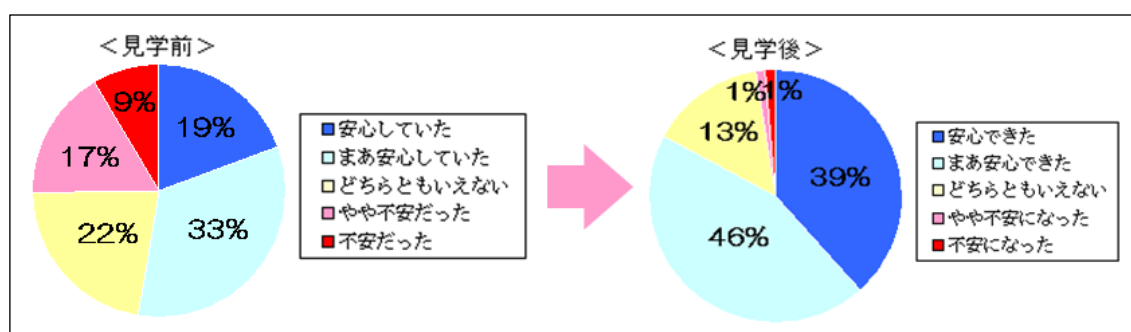 ＜見学前＞
9%
19%
17%
22%
33%
安心していた
まあ安心していた
どちらともいえない
やや不安だった
不安だった
＜見学後＞
1%
1%
13%
39%
46%
安心できた
まあ安心できた
どちらともいえない
やや不安になった
不安になった